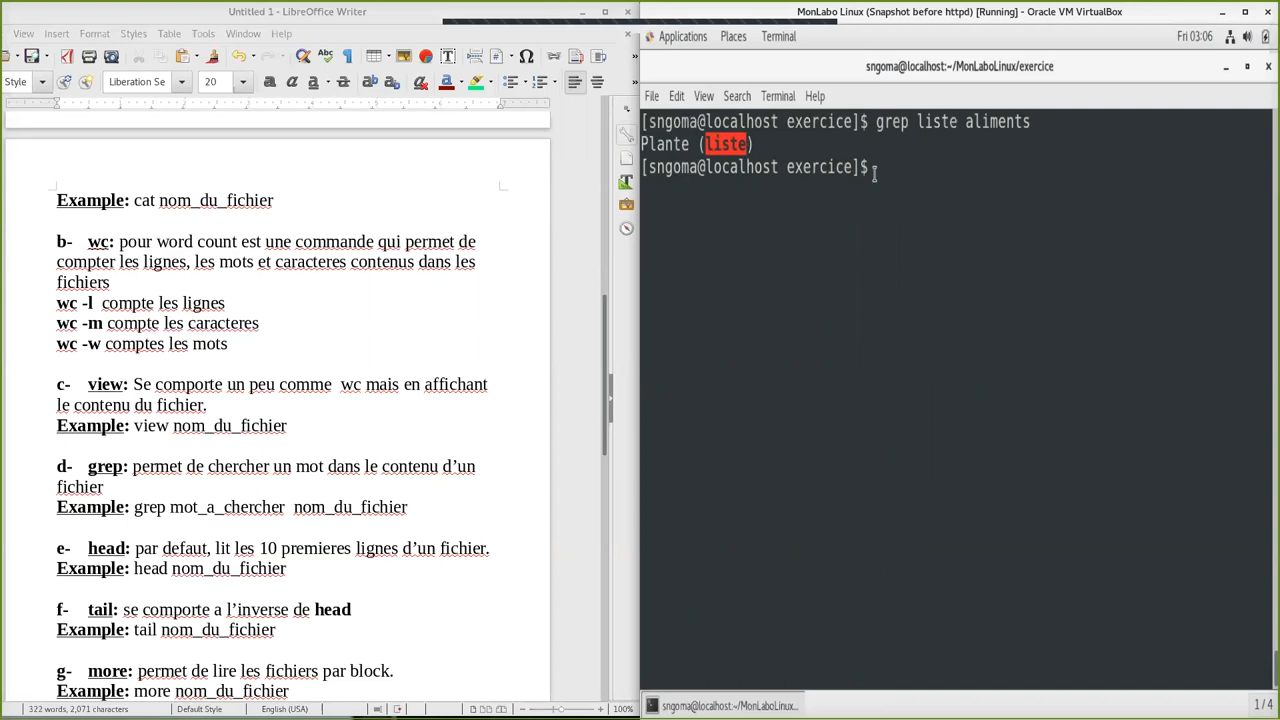 Untitled 1 - LibreOffice Writer
View Insert Format Styles Table Tools Window Help
Style Liberation Se 20
Example: cat nom_du_fichier
b- wc: pour word count est une commande qui permet de
compter les lignes, les mots et caracteres contenus dans les
fichiers
wc -l compte les lignes
wc -m compte les caracteres
wc -w comptes les mots
c- view: Se comporte un peu comme wc mais en affichant
le contenu du fichier.
Example: view nom_du_fichier
d- grep: permet de chercher un mot dans le contenu d’un
fichier
Example: grep mot_a_chercher nom_du_fichier
e- head: par defaut, lit les 10 premieres lignes d’un fichier.
Example: head nom_du_fichier
f- tail: se comporte a l’inverse de head
Example: tail nom_du_fichier
g- more: permet de lire les fichiers par block.
Example: more nom_du_fichier
322 words, 2,071 characters Default Style English (USA) 100%
MonLabo Linux (Snapshot before httpd) [Running] - Oracle VM VirtualBox
Applications Places Terminal Fri 03:06
sngoma@localhost:~/MonLaboLinux/exercice
File Edit View Search Terminal Help
[sngoma@localhost exercice]$ grep liste aliments
Plante (liste)
[sngoma@localhost exercice]$
sngoma@localhost:~/MonLaboLinux... 1 / 4